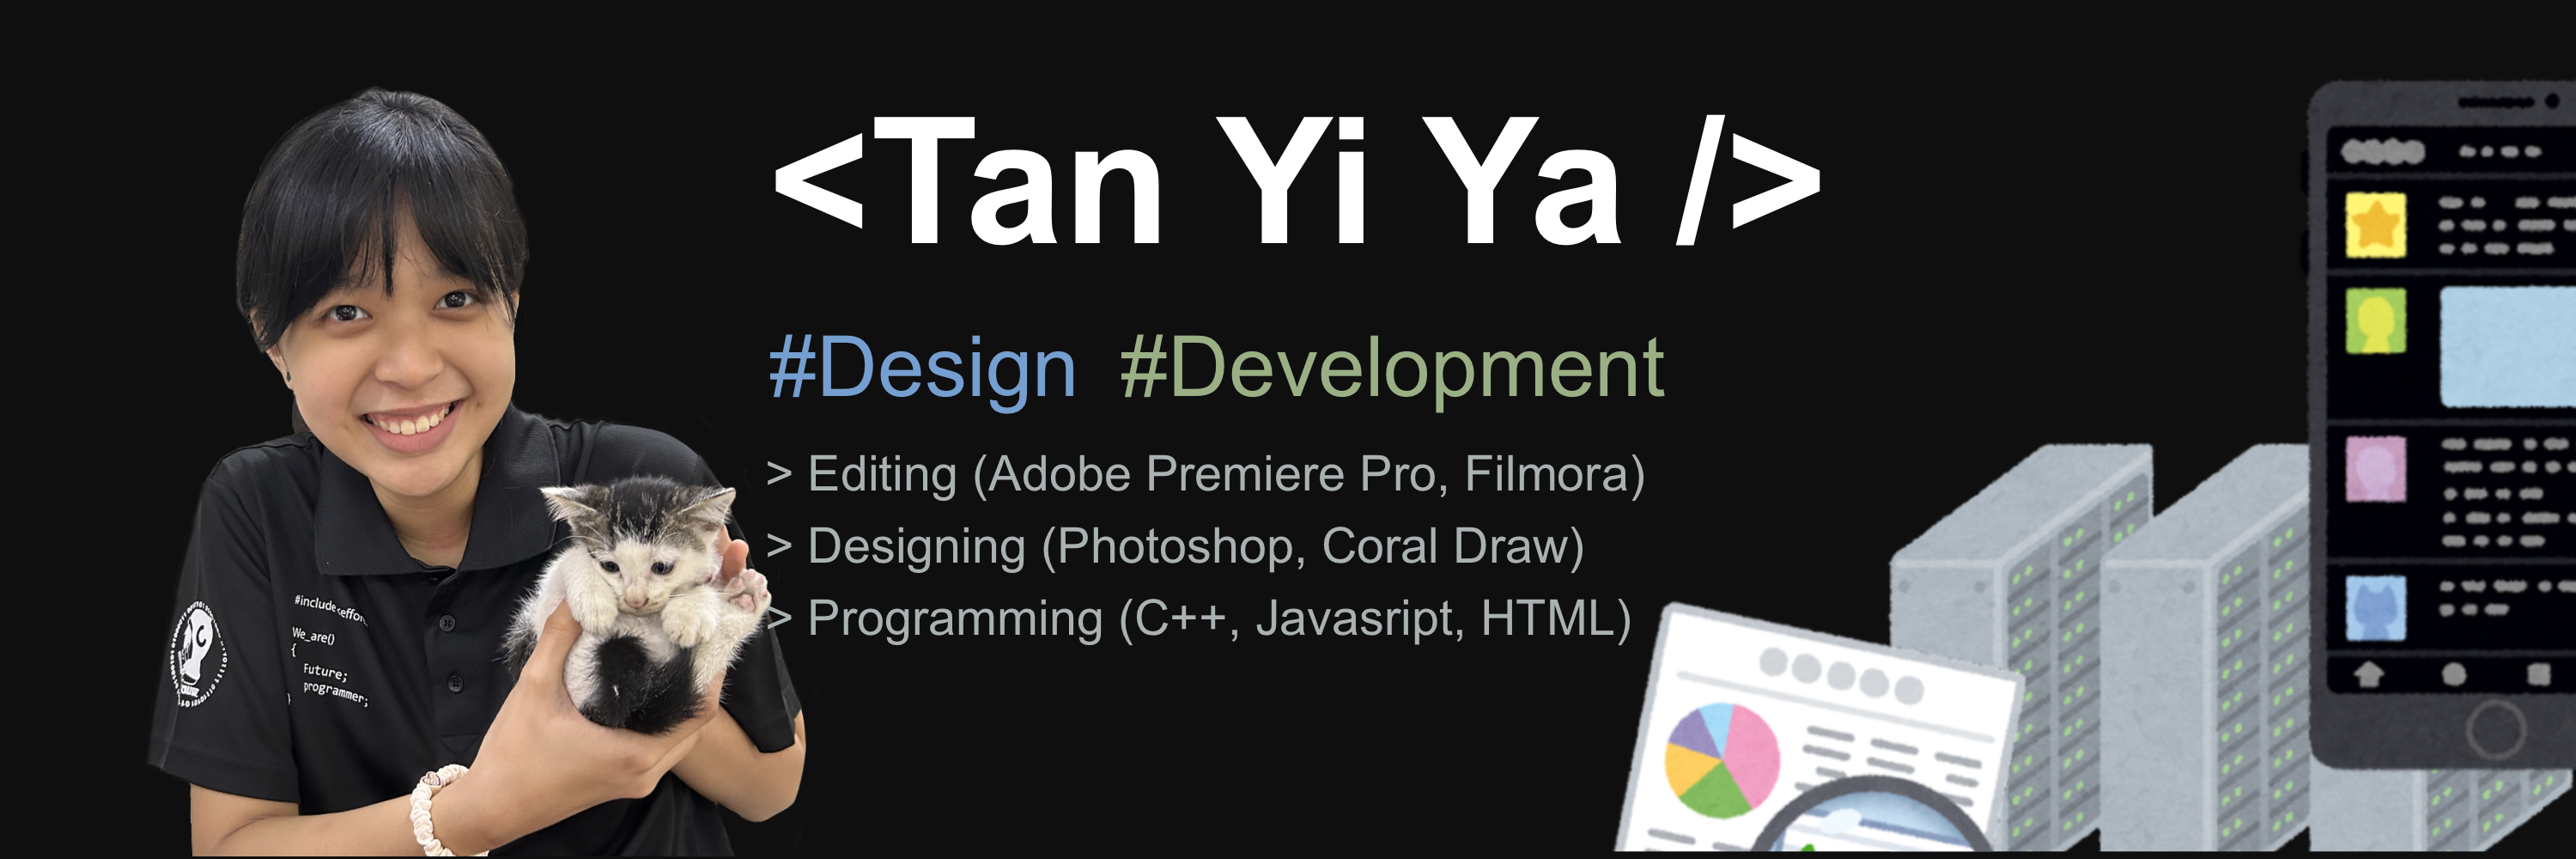 <Tan Yi Ya />
#Design #Development
> Editing (Adobe Premiere Pro, Filmora)
> Designing (Photoshop, Coral Draw)
> Programming (C++, Javasript, HTML)
#include<effor
We_are()
{
Future;
programmer;
}
C